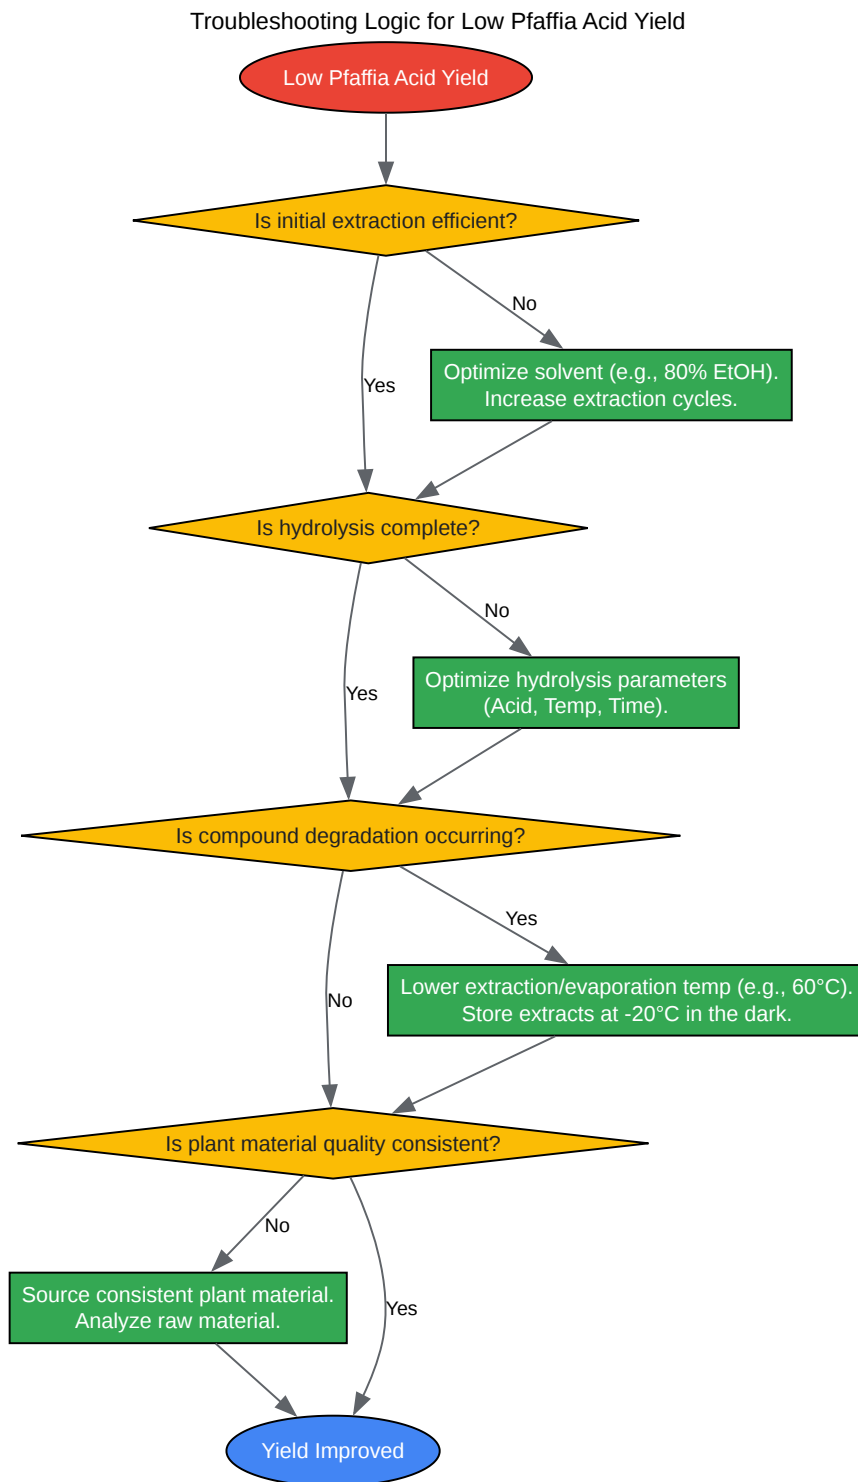 Troubleshooting Logic for Low Pfaffia Acid Yield
Low Pfaffia Acid Yield
Is initial extraction efficient?
No
Optimize solvent (e.g., 80% EtOH).
Increase extraction cycles.
Yes
Is hydrolysis complete?
No
Optimize hydrolysis parameters
(Acid, Temp, Time).
Yes
Is compound degradation occurring?
Yes
Lower extraction/evaporation temp (e.g., 60°C).
Store extracts at -20°C in the dark.
No
Is plant material quality consistent?
No
Source consistent plant material.
Analyze raw material.
Yes
Yield Improved